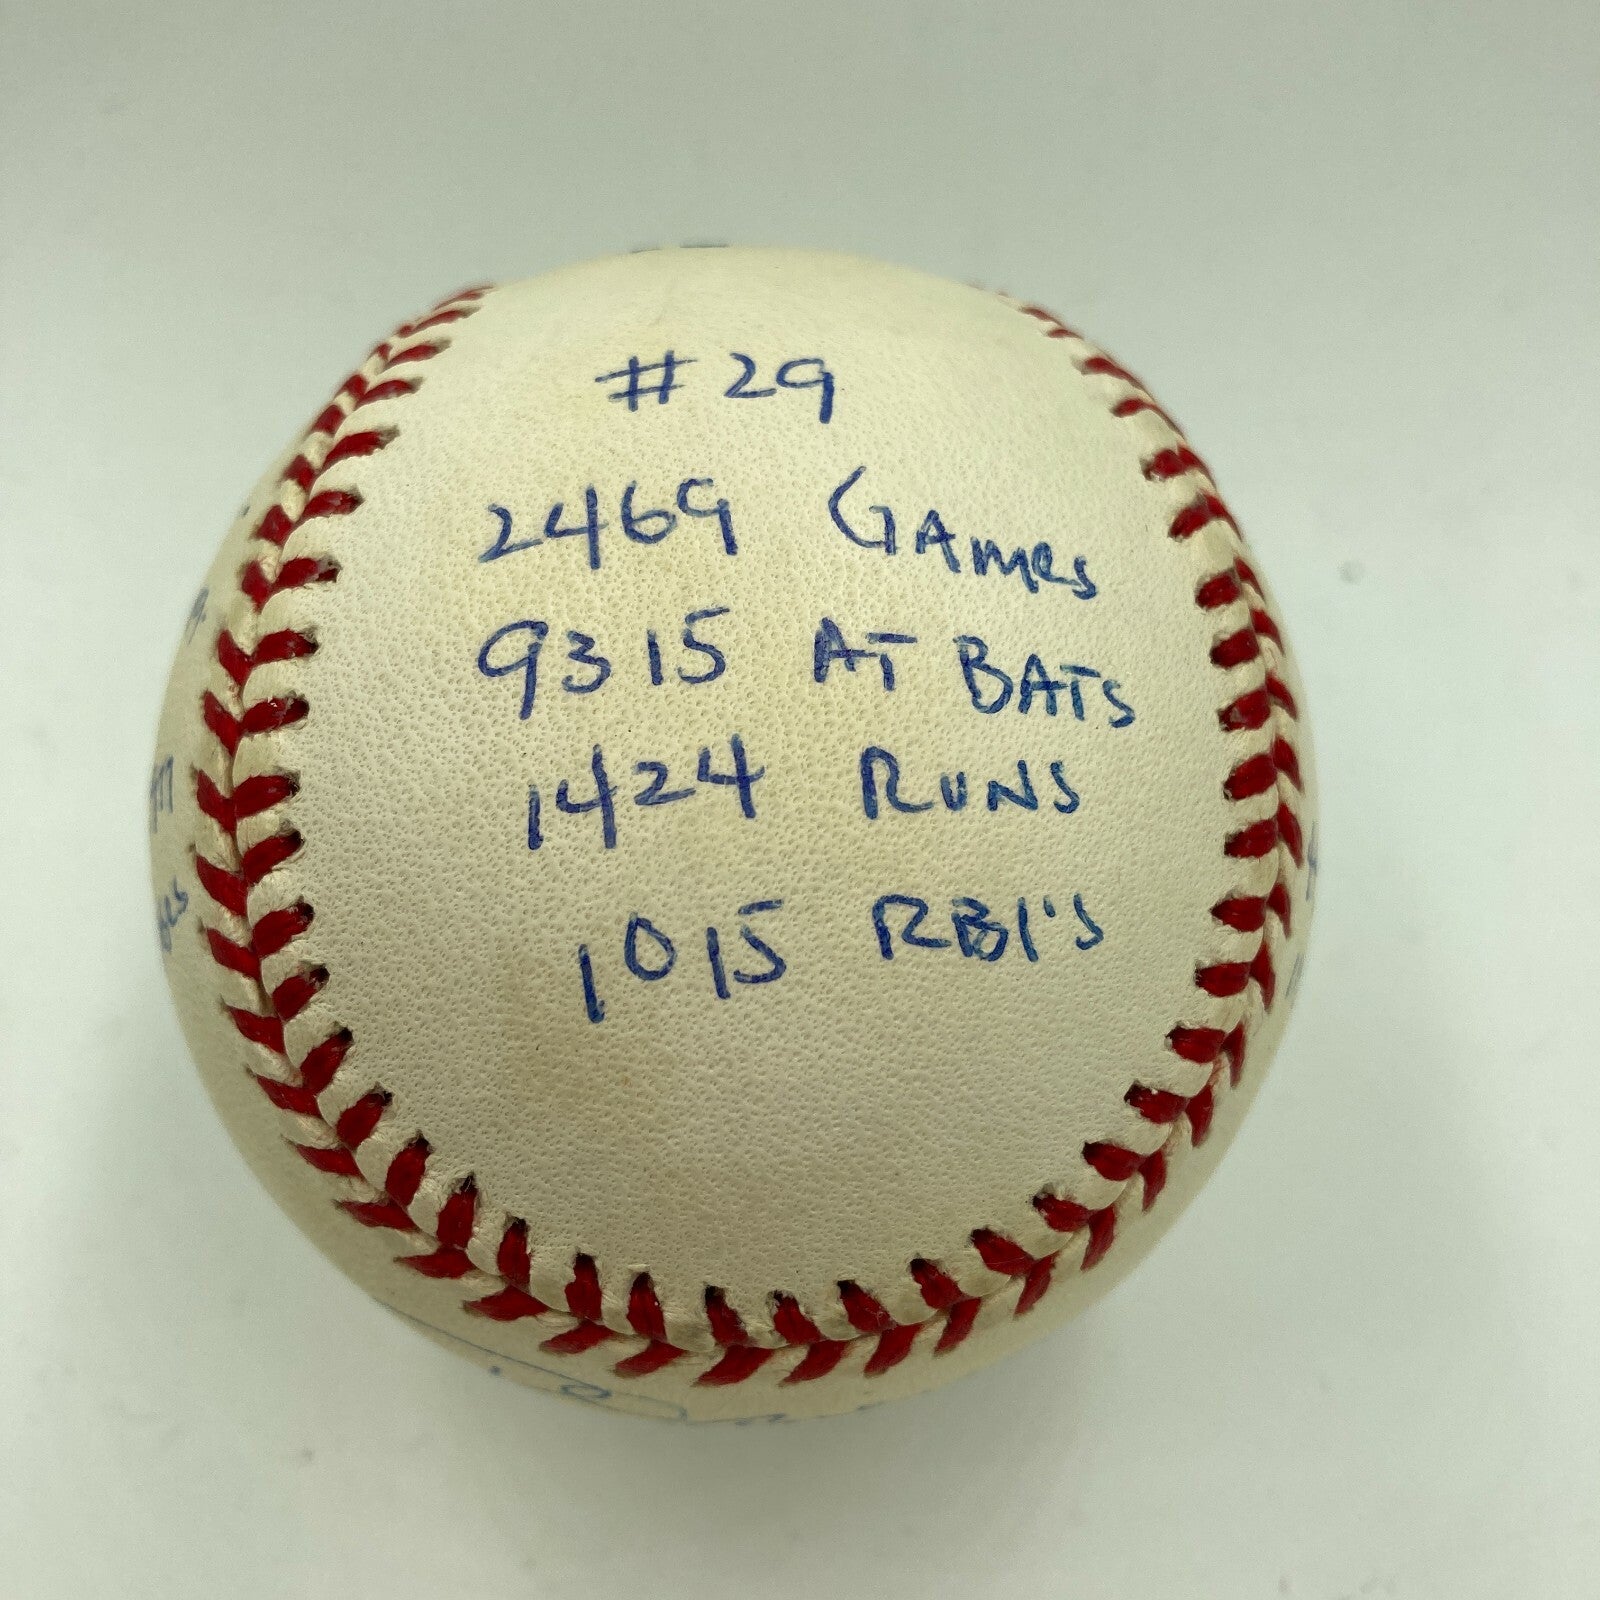 #29
2469 GAmes
9315 AT BATS
1424 RUNS
1015 RBI'S